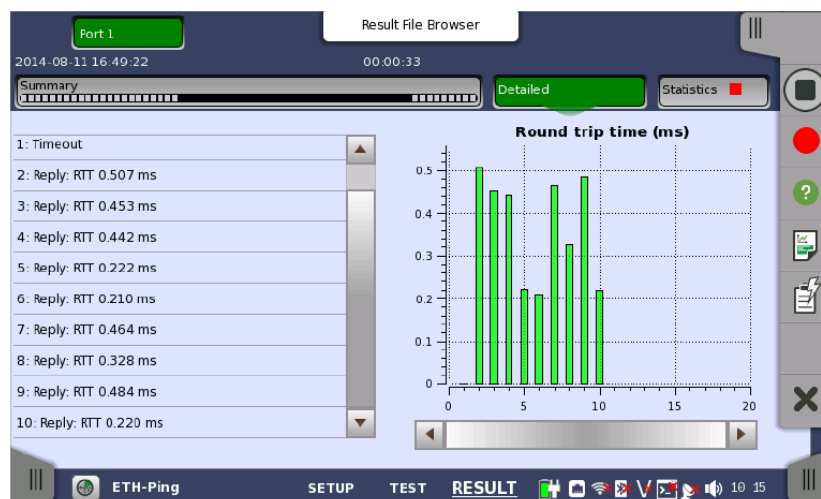 Port 1
Result File Browser
2014-08-11 16:49:22
00:00:33
Summary
Detailed
Statistics
1: Timeout
2: Reply: RTT 0.507 ms
3: Reply: RTT 0.453 ms
4: Reply: RTT 0.442 ms
5: Reply: RTT 0.222 ms
6: Reply: RTT 0.210 ms
7: Reply: RTT 0.464 ms
8: Reply: RTT 0.328 ms
9: Reply: RTT 0.484 ms
10: Reply: RTT 0.220 ms
Round trip time (ms)
0.5
0.4
0.3
0.2
0.1
0
0 5 10 15 20
ETH-Ping
SETUP
TEST
RESULT
10 15